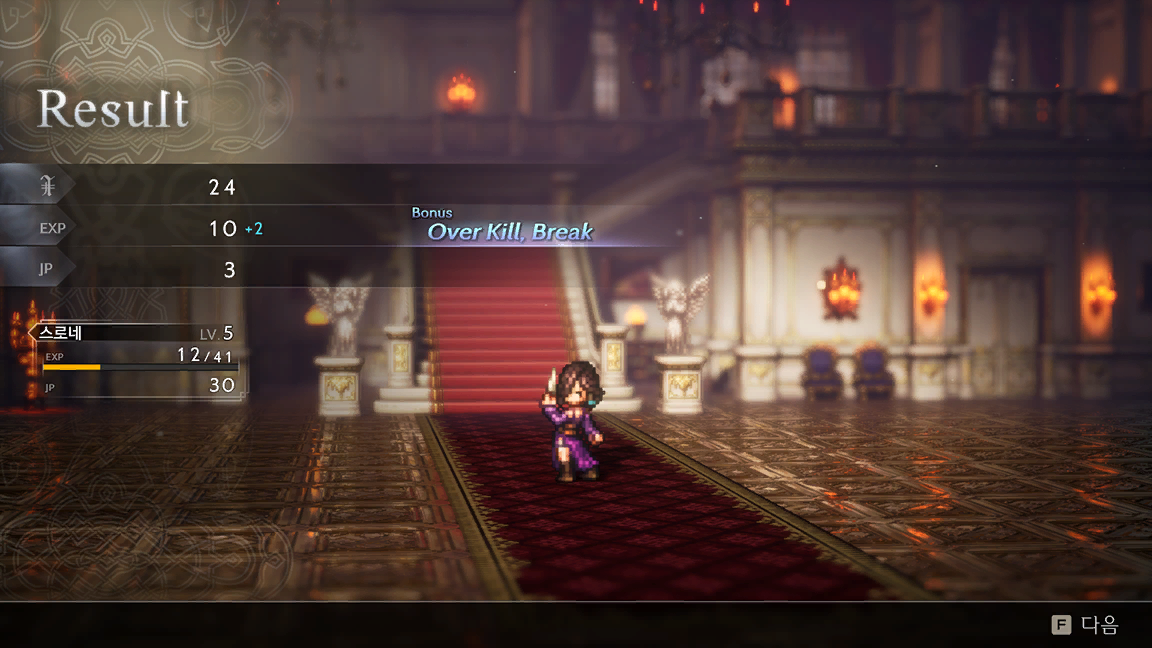 Result
24
EXP 10 +2
Bonus
Over Kill, Break
JP 3
스로네 LV. 5
EXP 12/41
JP 30
F 다음